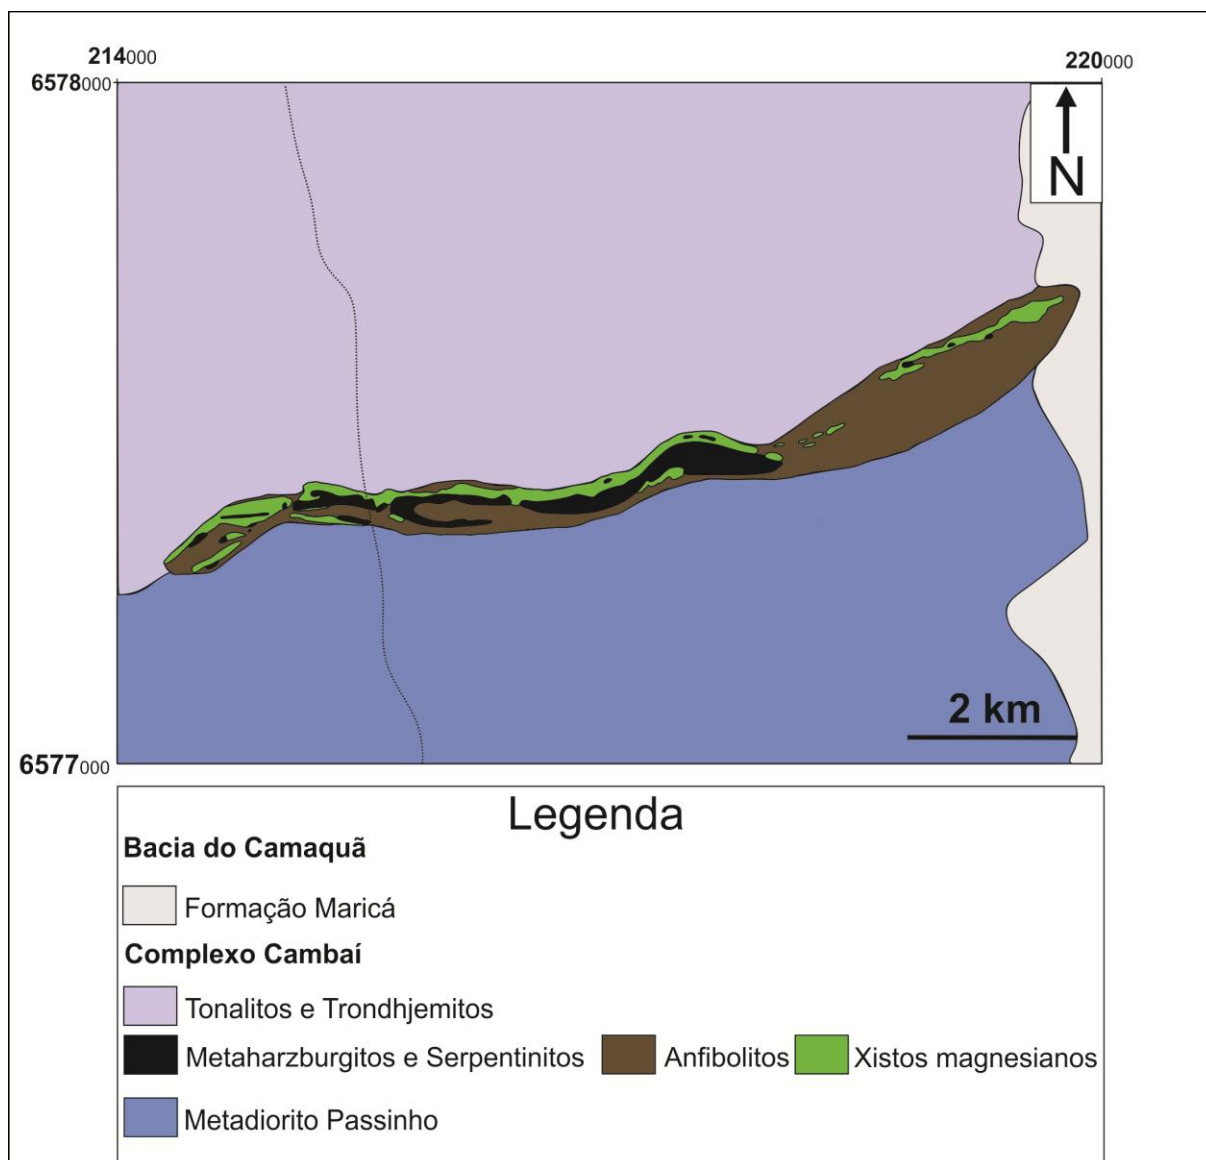 214000
220000
6578000
N
2 km
6577000
Legenda
Bacia do Camaquã
Formação Maricá
Complexo Cambaí
Tonalitos e Trondhjemitos
Metaharzburgitos e Serpentinitos Anfibolitos Xistos magnesianos
Metadiorito Passinho